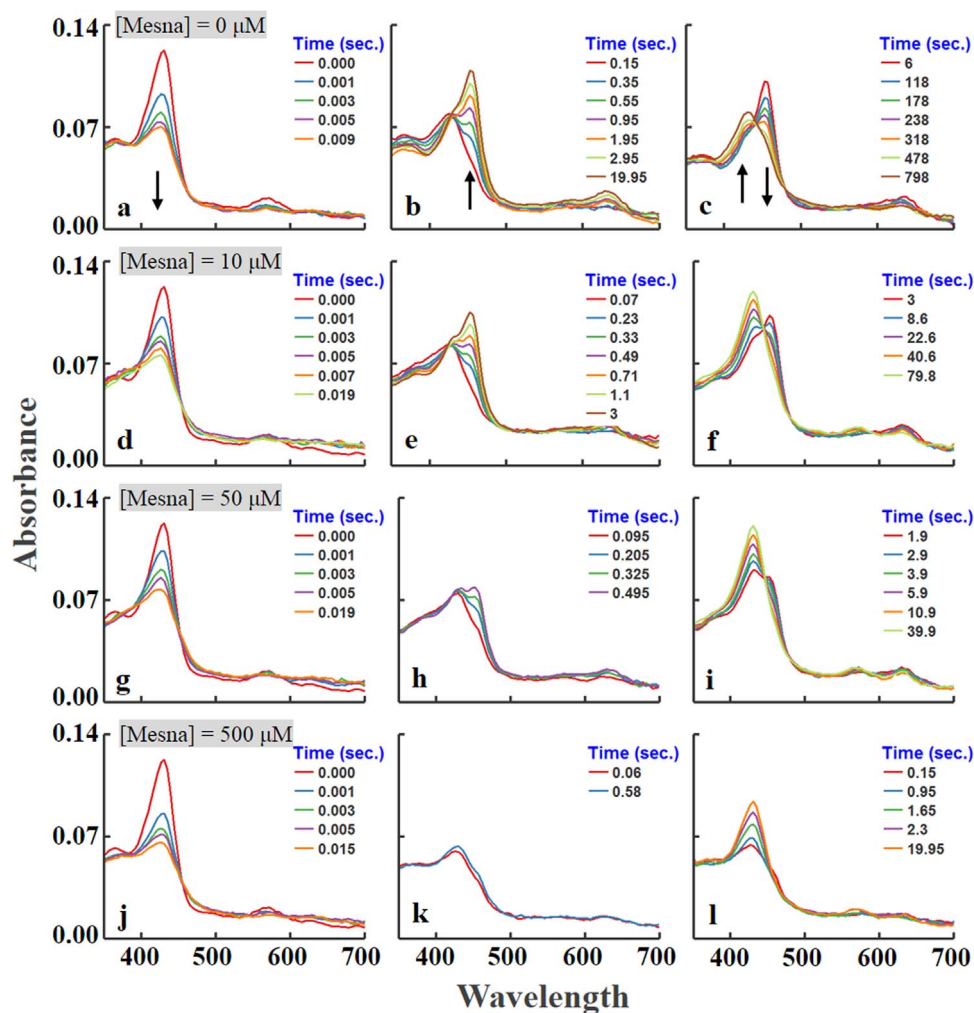 [Mesna] = 0 μM
0.14
0.07
0.00
Time (sec.)
0.000
0.001
0.003
0.005
0.009
a
Time (sec.)
0.15
0.35
0.55
0.95
1.95
2.95
19.95
b
Time (sec.)
6
118
178
238
318
478
798
c
[Mesna] = 10 μM
0.14
0.07
0.00
Time (sec.)
0.000
0.001
0.003
0.005
0.007
0.019
d
Time (sec.)
0.07
0.23
0.33
0.49
0.71
1.1
3
e
Time (sec.)
3
8.6
22.6
40.6
79.8
f
[Mesna] = 50 μM
0.14
0.07
0.00
Time (sec.)
0.000
0.001
0.003
0.005
0.019
g
Time (sec.)
0.095
0.205
0.325
0.495
h
Time (sec.)
1.9
2.9
3.9
5.9
10.9
39.9
i
[Mesna] = 500 μM
0.14
0.07
0.00
Time (sec.)
0.000
0.001
0.003
0.005
0.015
j
Time (sec.)
0.06
0.58
k
Time (sec.)
0.15
0.95
1.65
2.3
19.95
l
400 500 600 700
400 500 600 700
400 500 600 700
Absorbance
Wavelength